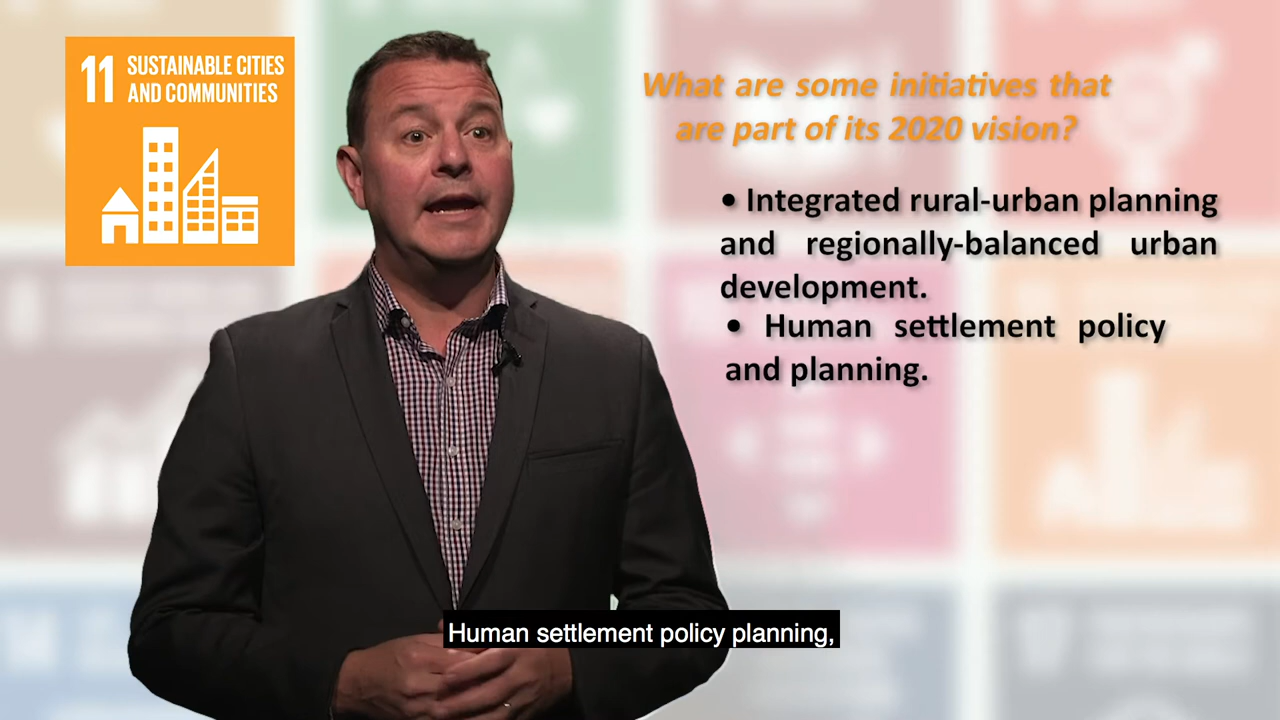 11 SUSTAINABLE CITIES
AND COMMUNITIES
What are some initiatives that
are part of its 2020 vision?
• Integrated rural-urban planning
and regionally-balanced urban
development.
• Human settlement policy
and planning.
Human settlement policy planning,